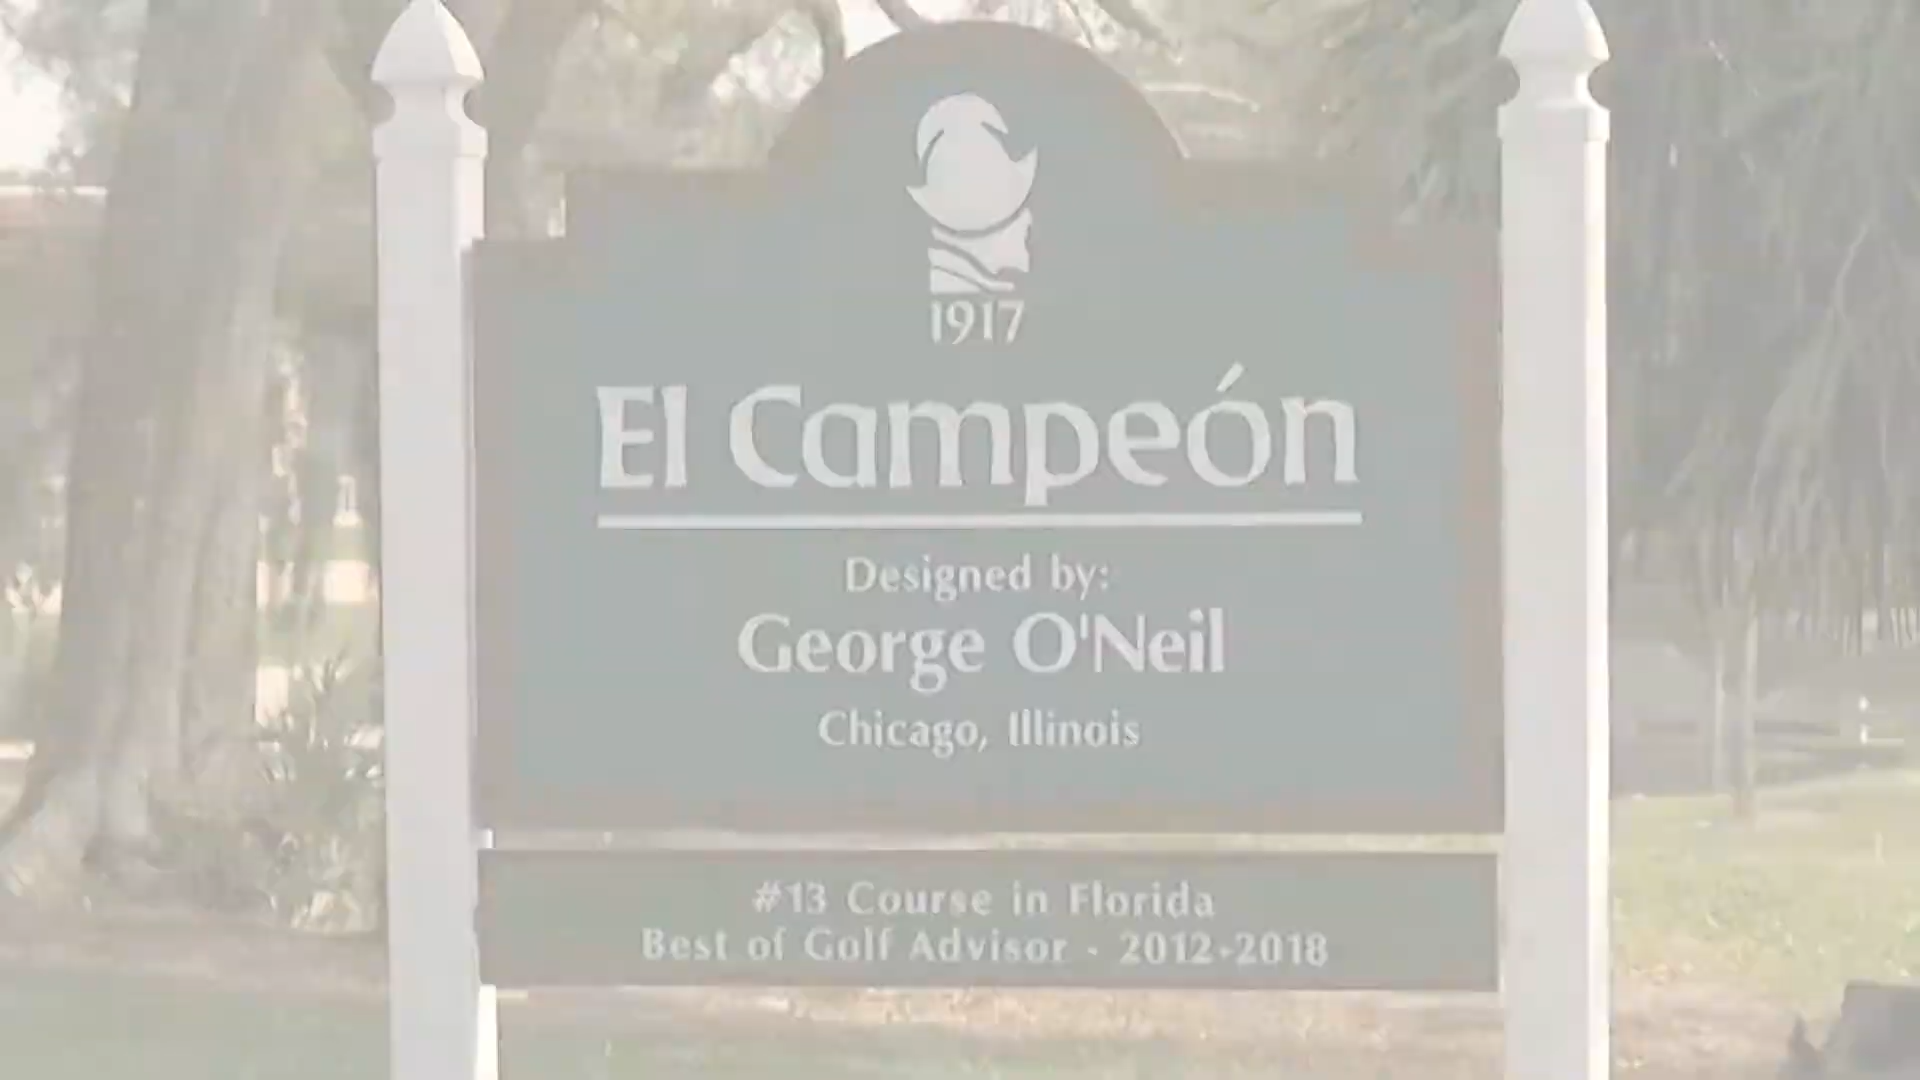 1917
El Campeón
Designed by:
George O'Neil
Chicago, Illinois
#13 Course in Florida
Best of Golf Advisor - 2012-2018